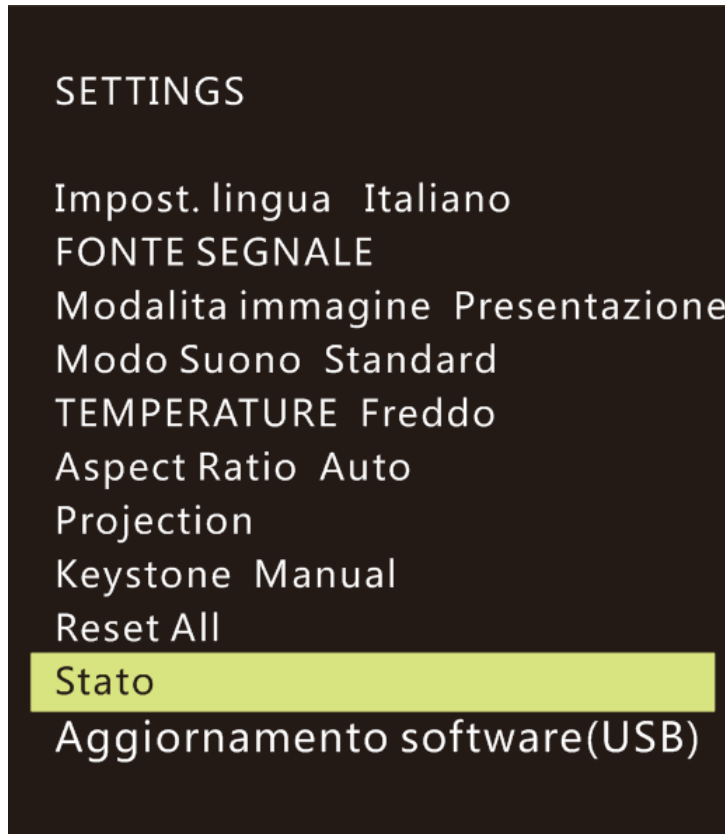 SETTINGS
Impost. lingua Italiano
FONTE SEGNALE
Modalita immagine Presentazione
Modo Suono Standard
TEMPERATURE Freddo
Aspect Ratio Auto
Projection
Keystone Manual
Reset All
Stato
Aggiornamento software(USB)